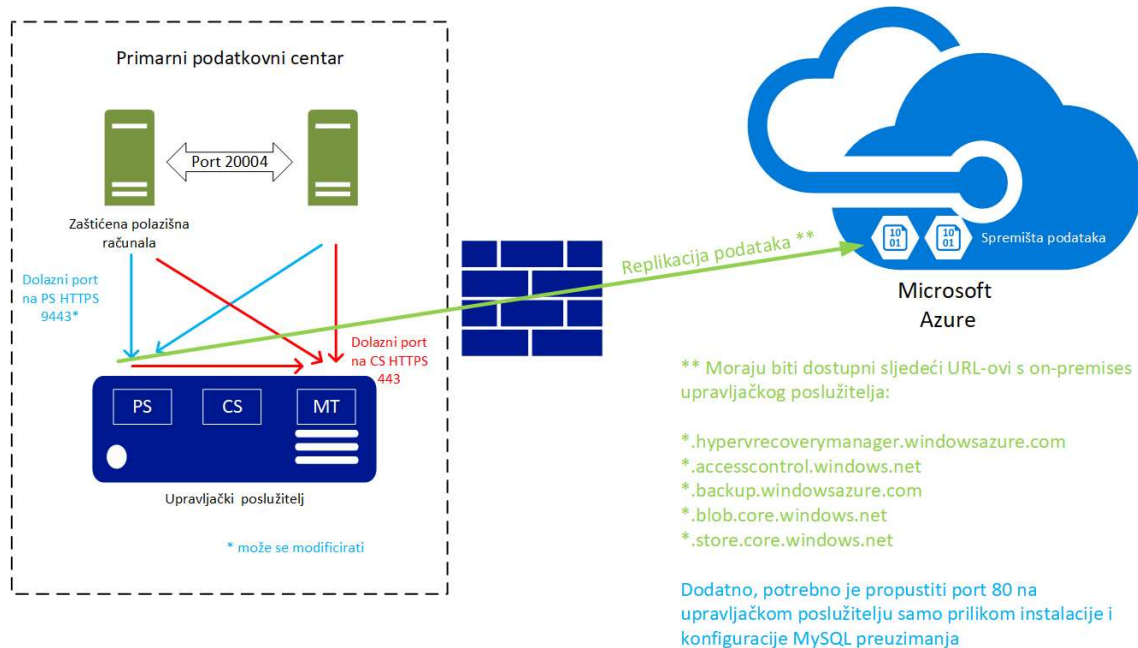 Primarni podatkovni centar
Port 20004
Zaštićena polazišna
računala
Dolazni port
na PS HTTPS
9443*
Dolazni port
na CS HTTPS
443
PS
CS
MT
Upravljački poslužitelj
* može se modificirati
Replikacija podataka **
10
01
10
01
Spremišta podataka
Microsoft
Azure
** Moraju biti dostupni sljedeći URL-ovi s on-premises
upravljačkog poslužitelja:
*.hypervrecoverymanager.windowsazure.com
*.accesscontrol.windows.net
*.backup.windowsazure.com
*.blob.core.windows.net
*.store.core.windows.net
Dodatno, potrebno je propustiti port 80 na
upravljačkom poslužitelju samo prilikom instalacije i
konfiguracije MySQL preuzimanja